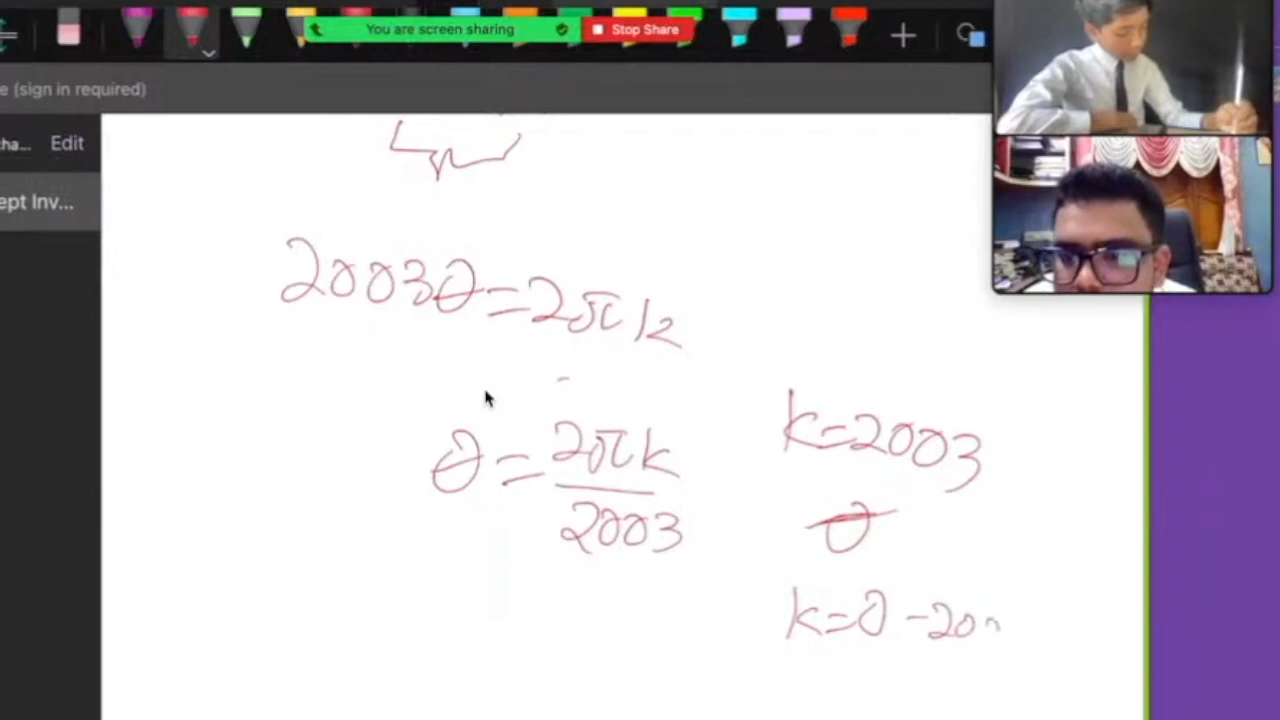 You are screen sharing
Stop Share
e (sign in required)
cha... Edit
ept Inv...
2003θ=2πk
θ=2πk/2003
k=2003
θ
k=0-20